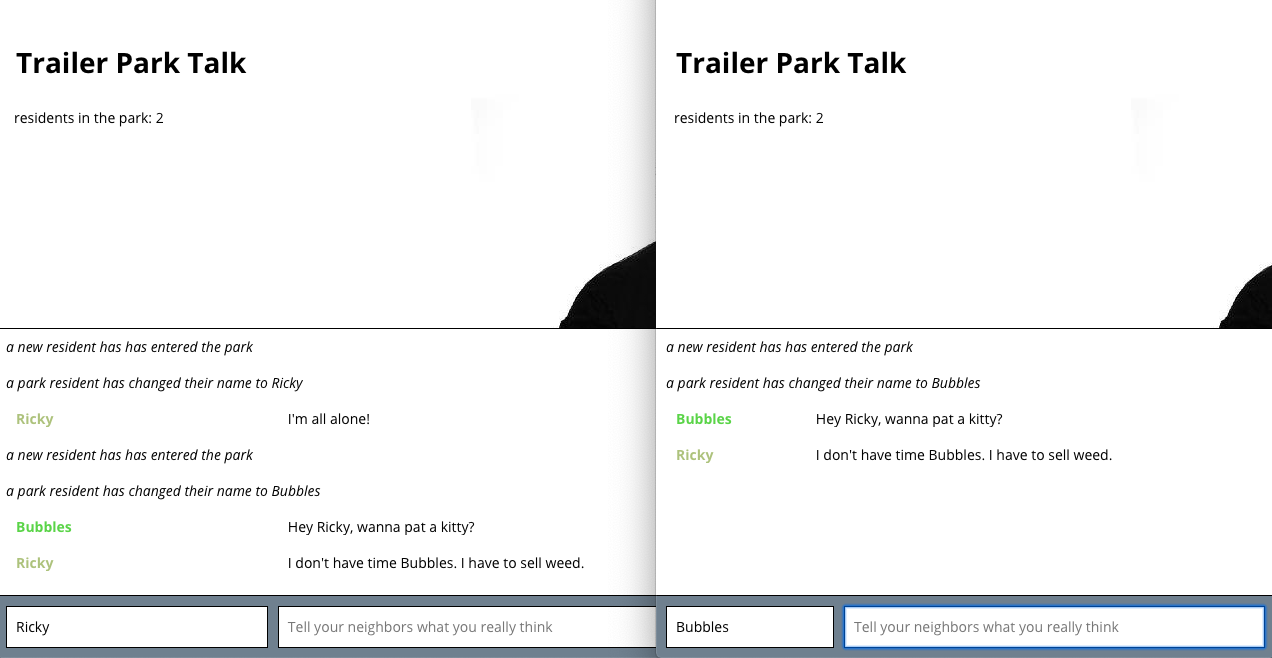 Trailer Park Talk
residents in the park: 2
a new resident has has entered the park
a park resident has changed their name to Ricky
Ricky I'm all alone!
a new resident has has entered the park
a park resident has changed their name to Bubbles
Bubbles Hey Ricky, wanna pat a kitty?
Ricky I don't have time Bubbles. I have to sell weed.
Ricky Tell your neighbors what you really think
Trailer Park Talk
residents in the park: 2
a new resident has has entered the park
a park resident has changed their name to Bubbles
Bubbles Hey Ricky, wanna pat a kitty?
Ricky I don't have time Bubbles. I have to sell weed.
Bubbles Tell your neighbors what you really think